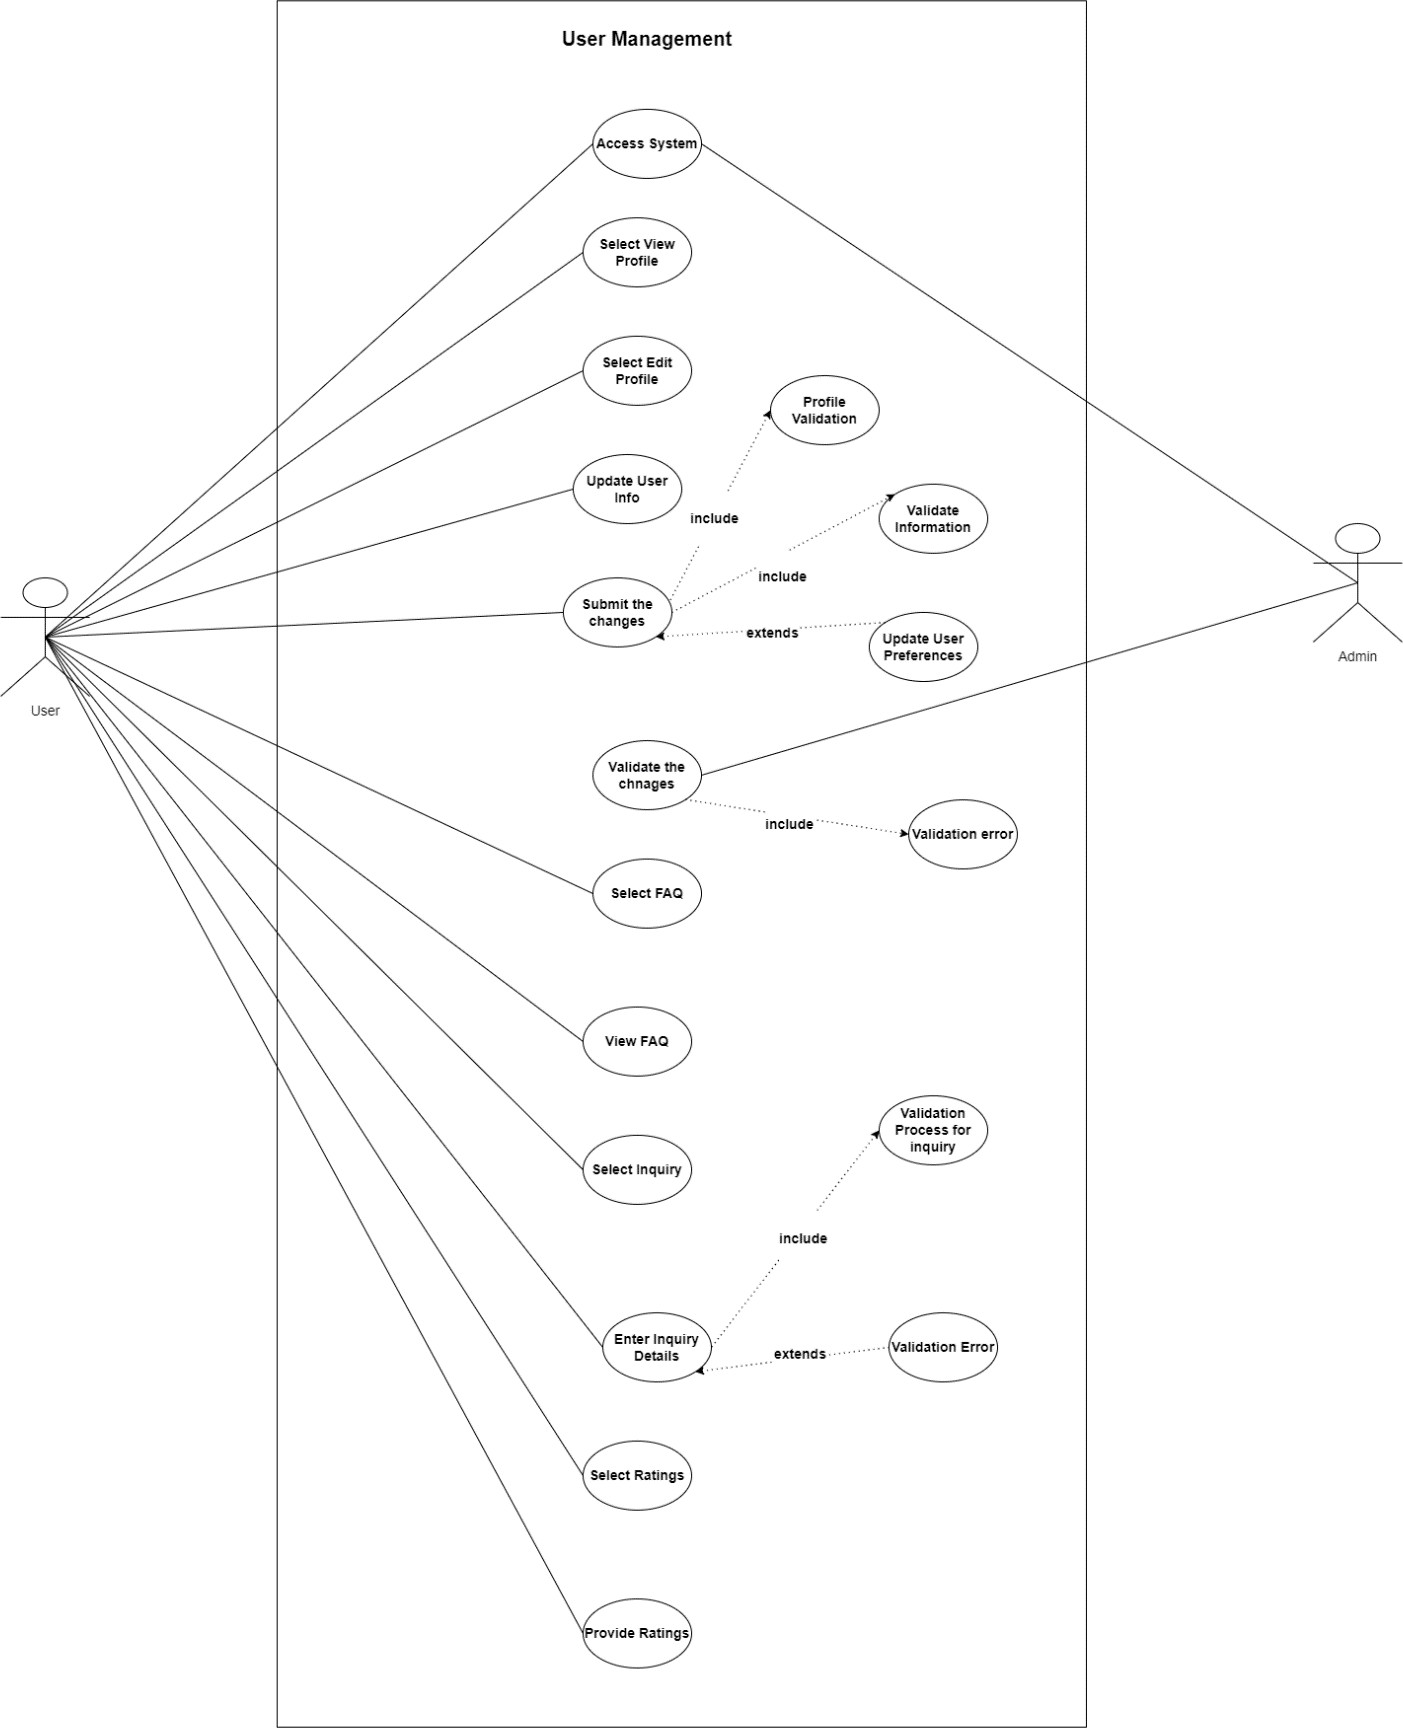 User Management
Access System
Select View
Profile
Select Edit
Profile
Profile
Validation
Update User
Info
include
Validate
Information
include
Submit the
changes
extends
Update User
Preferences
User
Admin
Validate the
chnages
include
Validation error
Select FAQ
View FAQ
Validation
Process for
inquiry
Select Inquiry
include
Enter Inquiry
Details
extends
Validation Error
Select Ratings
Provide Ratings